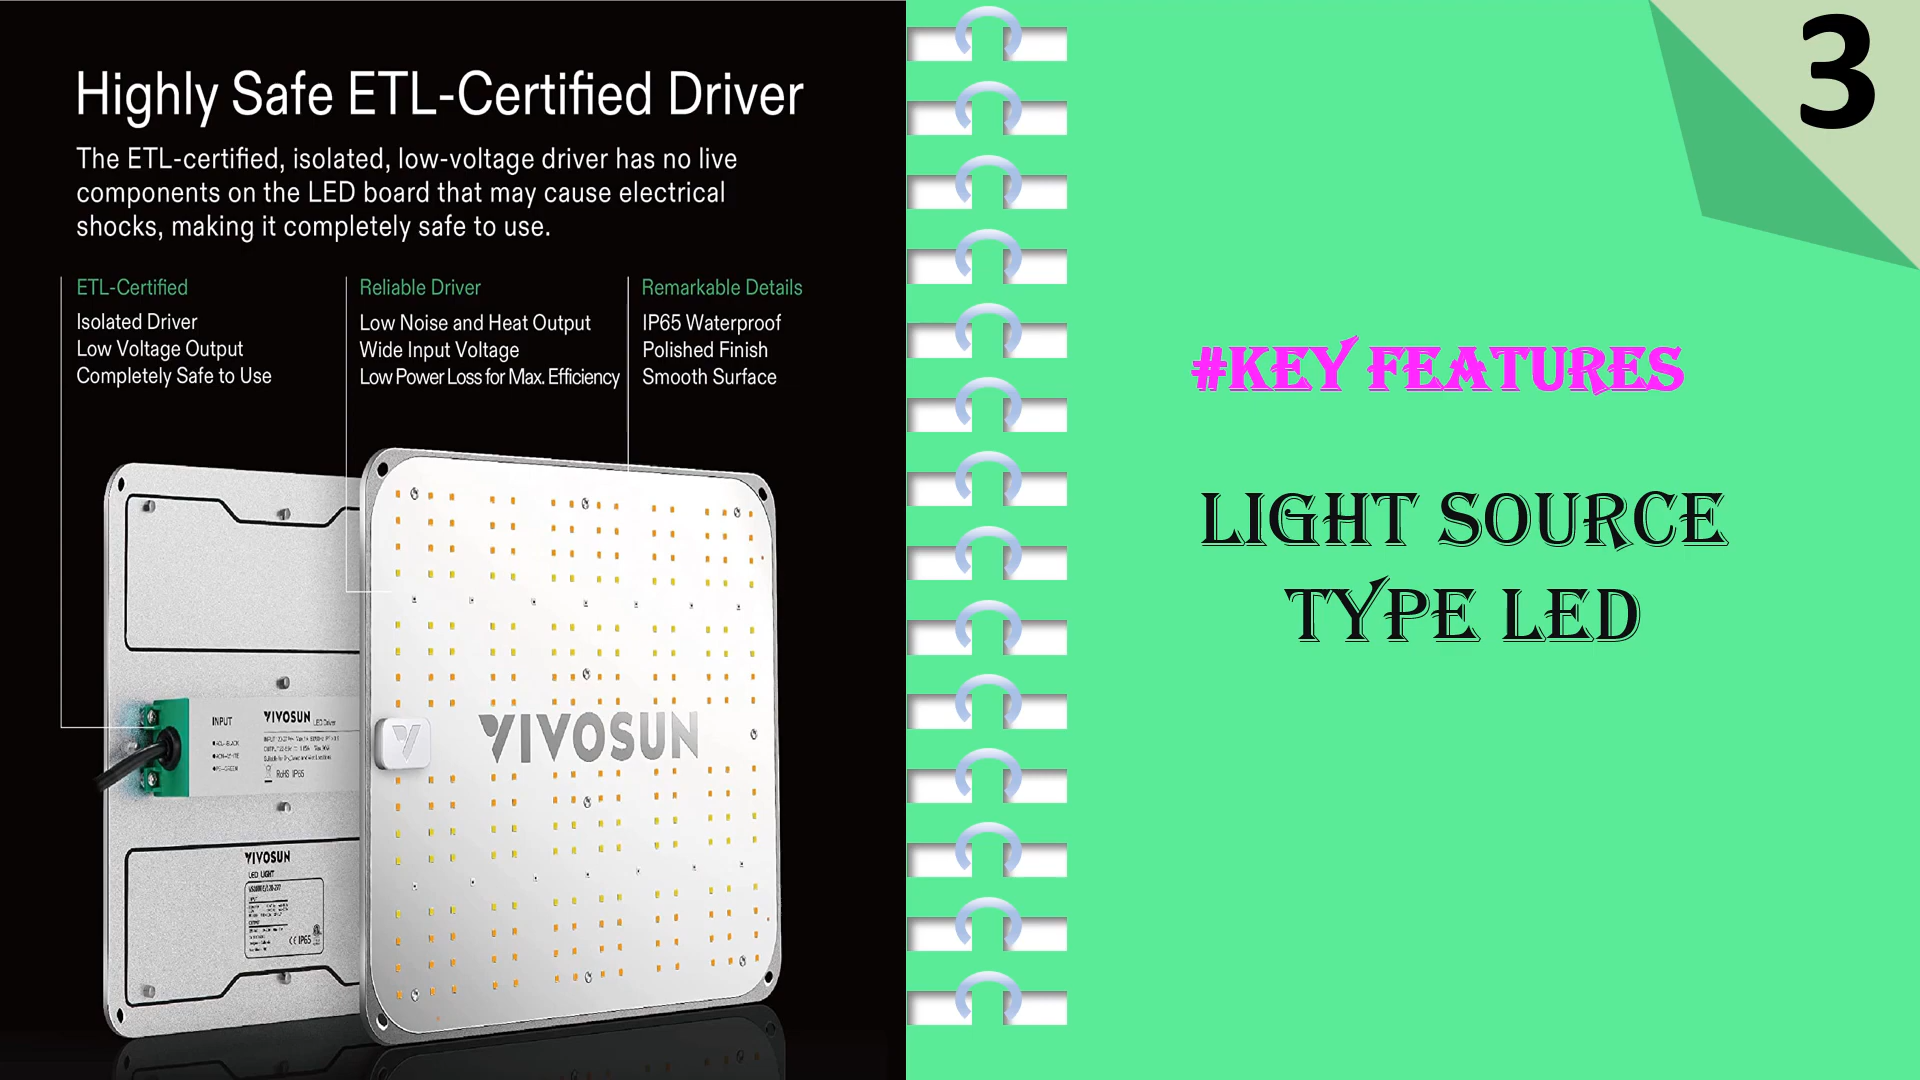 Highly Safe ETL-Certified Driver
The ETL-certified, isolated, low-voltage driver has no live
components on the LED board that may cause electrical
shocks, making it completely safe to use.
ETL-Certified
Isolated Driver
Low Voltage Output
Completely Safe to Use
Reliable Driver
Low Noise and Heat Output
Wide Input Voltage
Low Power Loss for Max. Efficiency
Remarkable Details
IP65 Waterproof
Polished Finish
Smooth Surface
INPUT
VIVOSUN LED Driver
RoHS IP65
VIVOSUN
LED LIGHT
CE IP65
VIVOSUN
3
#KEY FEATURES
LIGHT SOURCE
TYPE LED